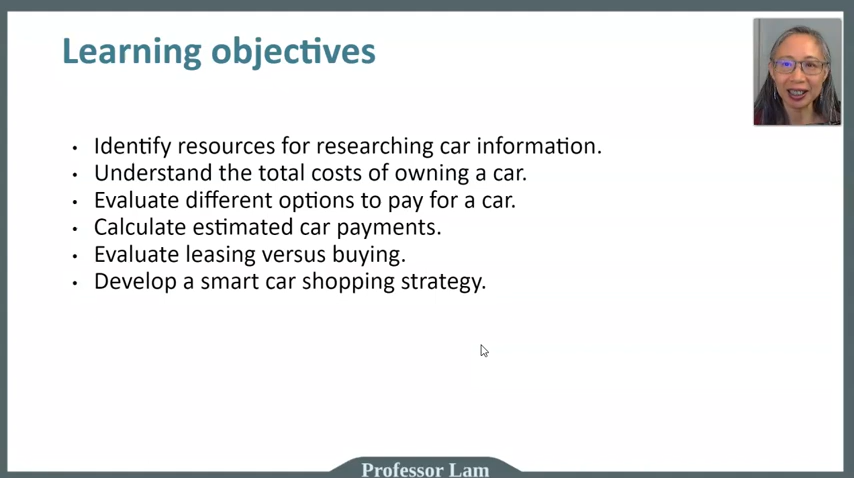 Learning objectives
• Identify resources for researching car information.
• Understand the total costs of owning a car.
• Evaluate different options to pay for a car.
• Calculate estimated car payments.
• Evaluate leasing versus buying.
• Develop a smart car shopping strategy.
Professor Lam